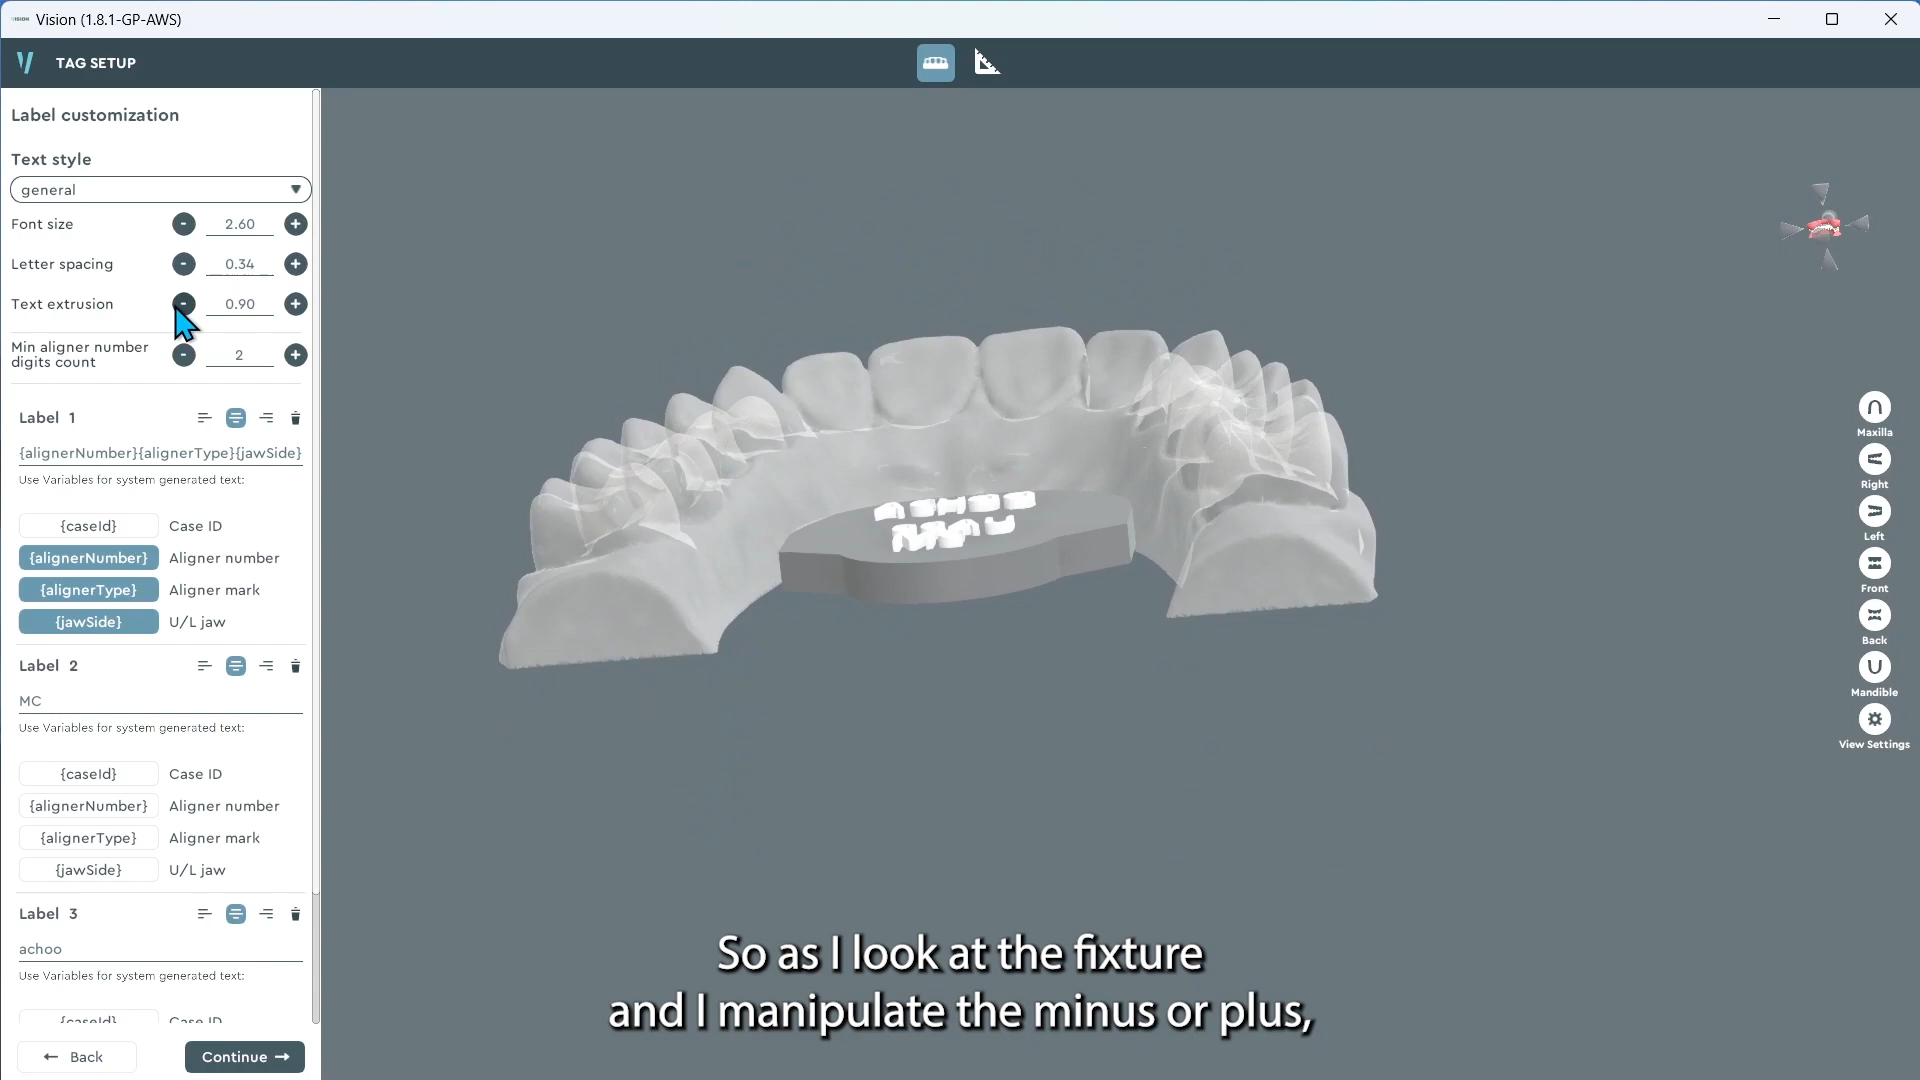 Vision (1.8.1-GP-AWS)
TAG SETUP
Label customization
Text style
general
Font size - 2.60 +
Letter spacing - 0.34 +
Text extrusion - 0.90 +
Min aligner number
digits count - 2 +
Label 1
{alignerNumber}{alignerType}{jawSide}
Use Variables for system generated text:
{caseId} Case ID
{alignerNumber} Aligner number
{alignerType} Aligner mark
{jawSide} U/L jaw
Label 2
MC
Use Variables for system generated text:
{caseId} Case ID
{alignerNumber} Aligner number
{alignerType} Aligner mark
{jawSide} U/L jaw
Label 3
achoo
Use Variables for system generated text:
{caseId} Case ID
← Back
Continue →
Maxilla
Right
Left
Front
Back
Mandible
View Settings
So as I look at the fixture
and I manipulate the minus or plus,